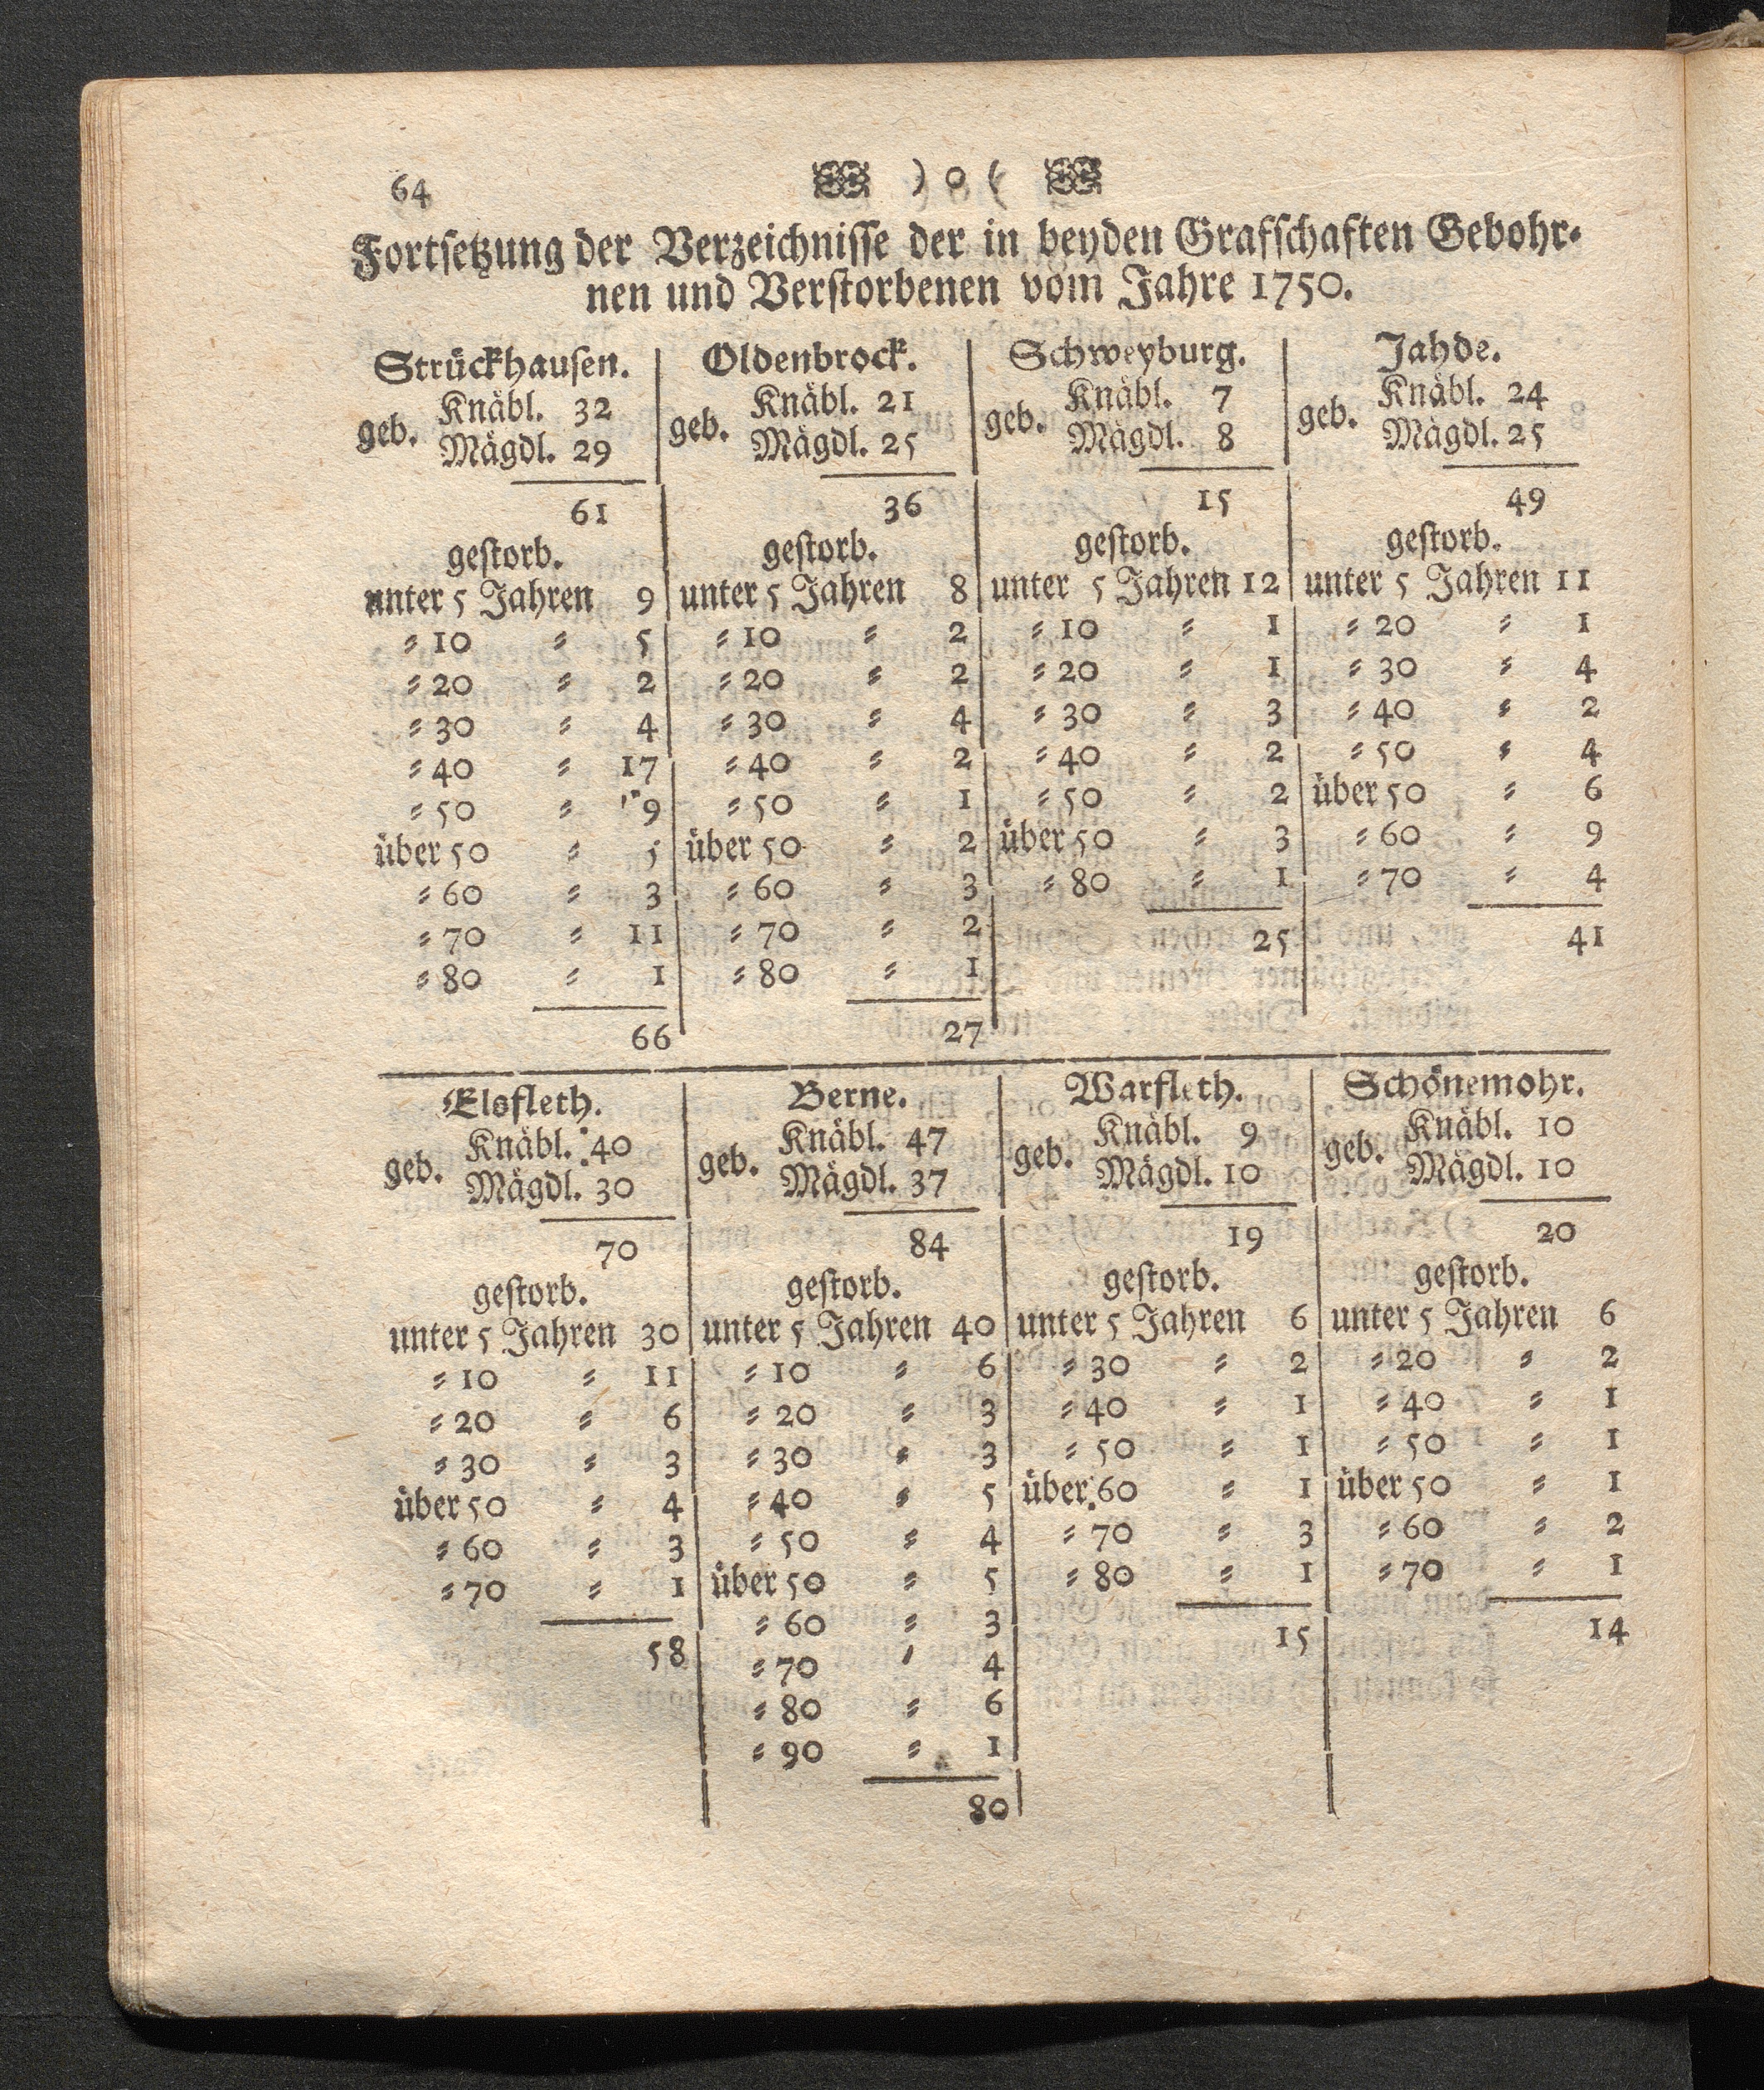 64 ) o (
Fortsetzung der Verzeichnisse der in beyden Grafschaften Gebohr-
nen und Verstorbenen vom Jahre 1750.
Strückhausen.
geb. Knäbl. 32
Mägdl. 29
61
gestorb.
unter 5 Jahren 9
= 10 = 5
= 20 = 2
= 30 = 4
= 40 = 17
= 50 = 9
über 50 = 5
= 60 = 3
= 70 = 11
= 80 = 1
66
Oldenbrock.
geb. Knäbl. 21
Mägdl. 25
36
gestorb.
unter 5 Jahren 8
= 10 = 2
= 20 = 2
= 30 = 4
= 40 = 2
= 50 = 1
über 50 = 2
= 60 = 3
= 70 = 2
= 80 = 1
27
Schweyburg.
geb. Knäbl. 7
Mägdl. 8
15
gestorb.
unter 5 Jahren 12
= 10 = 1
= 20 = 1
= 30 = 3
= 40 = 2
= 50 = 2
über 50 = 3
= 80 = 1
25
Jahde.
geb. Knäbl. 24
Mägdl. 25
49
gestorb.
unter 5 Jahren 11
= 20 = 1
= 30 = 4
= 40 = 2
= 50 = 4
über 50 = 6
= 60 = 9
= 70 = 4
41
Elsfleth.
geb. Knäbl. 40
Mägdl. 30
70
gestorb.
unter 5 Jahren 30
= 10 = 11
= 20 = 6
= 30 = 3
über 50 = 4
= 60 = 3
= 70 = 1
58
Berne.
geb. Knäbl. 47
Mägdl. 37
84
gestorb.
unter 5 Jahren 40
= 10 = 6
= 20 = 3
= 30 = 3
= 40 = 5
= 50 = 4
über 50 = 5
= 60 = 3
= 70 ' 4
= 80 = 6
= 90 = 1
80
Warfleth.
geb. Knäbl. 9
Mägdl. 10
19
gestorb.
unter 5 Jahren 6
= 30 = 2
= 40 = 1
= 50 = 1
über 60 = 1
= 70 = 3
= 80 = 1
15
Schönemohr.
geb. Knäbl. 10
Mägdl. 10
20
gestorb.
unter 5 Jahren 6
= 20 = 2
= 40 = 1
= 50 = 1
über 50 = 1
= 60 = 2
= 70 = 1
14